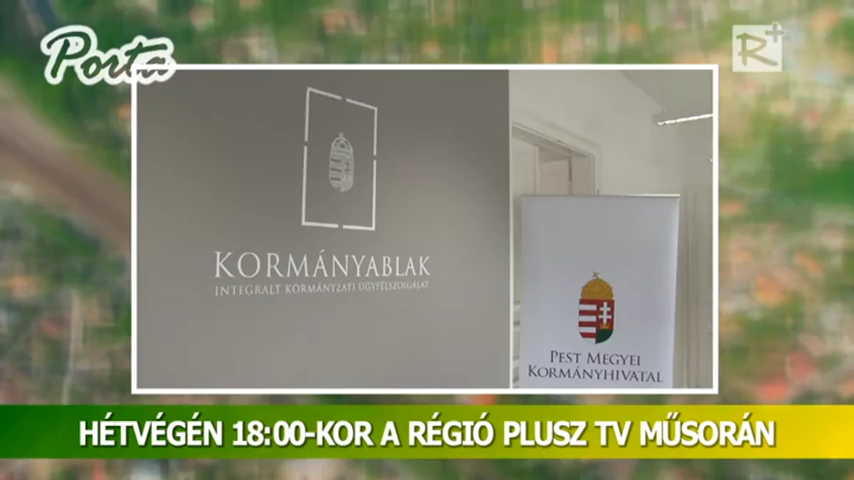 Porta
R+
KORMÁNYABLAK
INTEGRÁLT KORMÁNYZATI ÜGYFÉLSZOLGÁLAT
PEST MEGYEI
KORMÁNYHIVATAL
HÉTVÉGÉN 18:00-KOR A RÉGIÓ PLUSZ TV MŰSORÁN